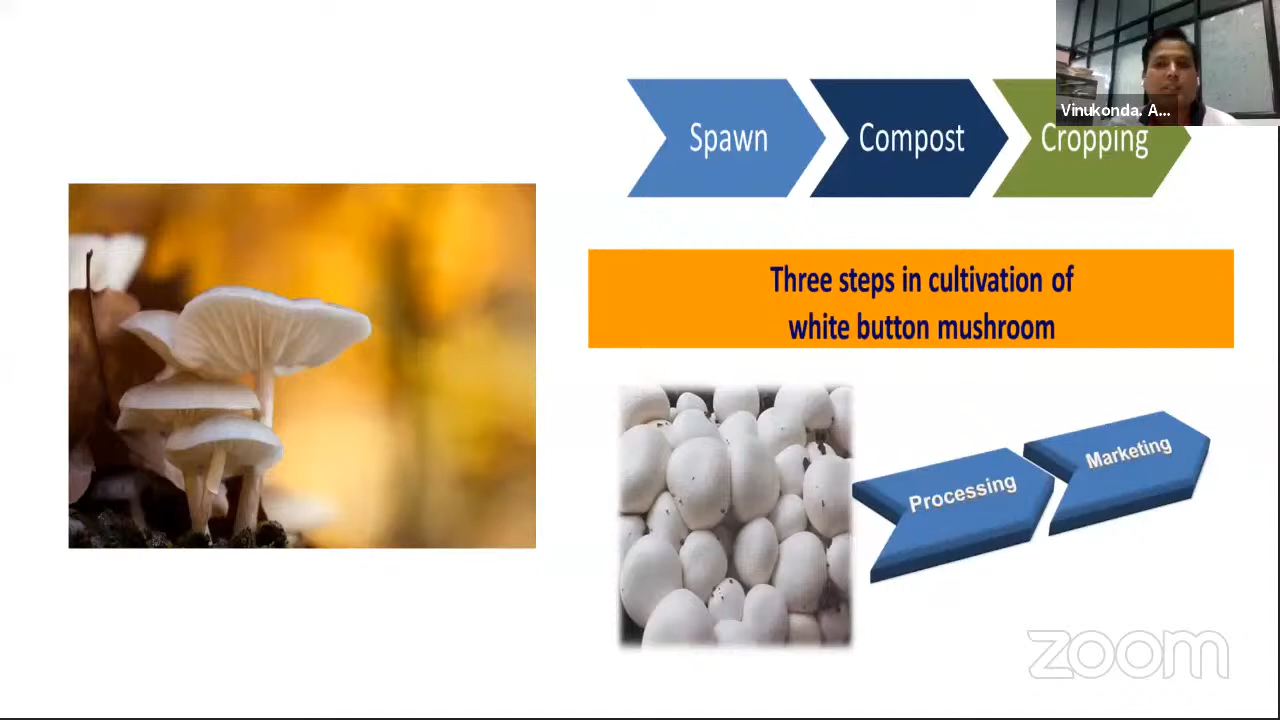 Vinukonda. A...
Spawn
Compost
Cropping
Three steps in cultivation of
white button mushroom
Processing
Marketing
zoom